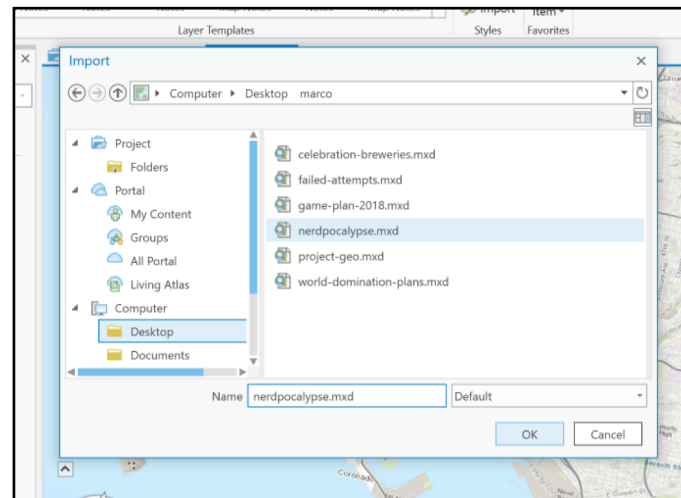 Layer Templates
Styles
Favorites
Import
Computer Desktop marco
Project
Folders
Portal
My Content
Groups
All Portal
Living Atlas
Computer
Desktop
Documents
celebration-breweries.mxd
failed-attempts.mxd
game-plan-2018.mxd
nerdpocalypse.mxd
project-geo.mxd
world-domination-plans.mxd
Name nerdpocalypse.mxd Default
OK Cancel
Coronado